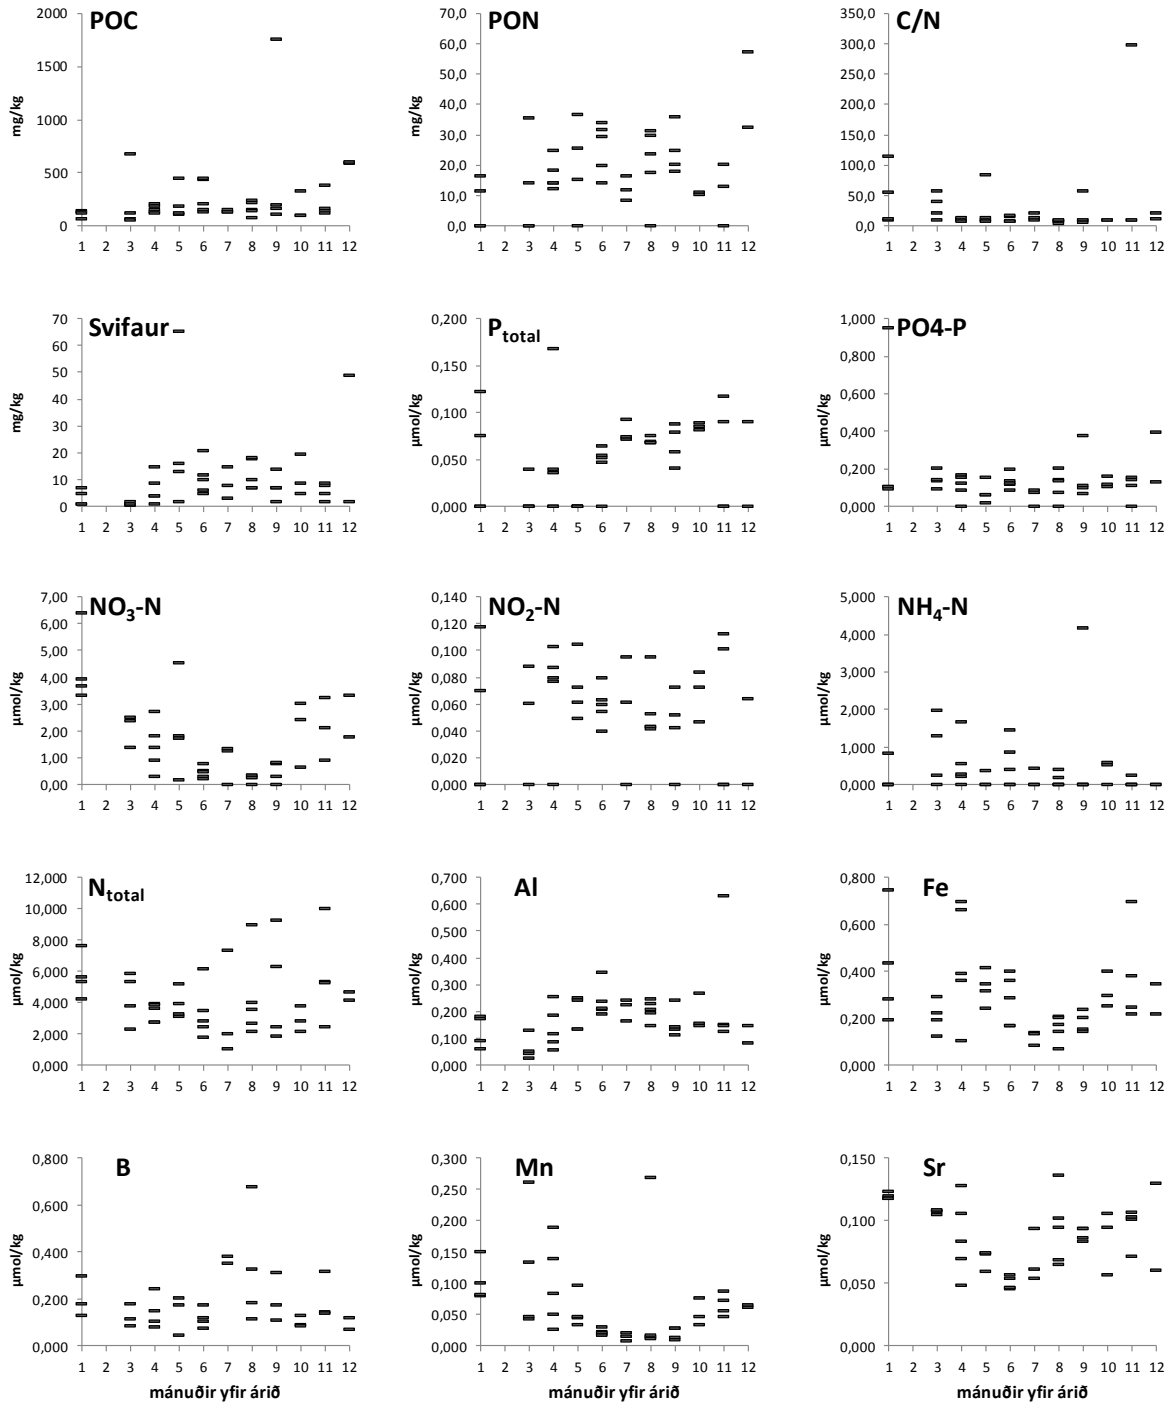 POC
mg/kg
2000
1500
1000
500
0
1 2 3 4 5 6 7 8 9 10 11 12
PON
mg/kg
70,0
60,0
50,0
40,0
30,0
20,0
10,0
0,0
1 2 3 4 5 6 7 8 9 10 11 12
C/N
mg/kg
350,0
300,0
250,0
200,0
150,0
100,0
50,0
0,0
1 2 3 4 5 6 7 8 9 10 11 12
Svifaur
mg/kg
70
60
50
40
30
20
10
0
1 2 3 4 5 6 7 8 9 10 11 12
Ptotal
µmol/kg
0,200
0,150
0,100
0,050
0,000
1 2 3 4 5 6 7 8 9 10 11 12
PO4-P
µmol/kg
1,000
0,800
0,600
0,400
0,200
0,000
1 2 3 4 5 6 7 8 9 10 11 12
NO3-N
µmol/kg
7,00
6,00
5,00
4,00
3,00
2,00
1,00
0,00
1 2 3 4 5 6 7 8 9 10 11 12
NO2-N
µmol/kg
0,140
0,120
0,100
0,080
0,060
0,040
0,020
0,000
1 2 3 4 5 6 7 8 9 10 11 12
NH4-N
µmol/kg
5,000
4,000
3,000
2,000
1,000
0,000
1 2 3 4 5 6 7 8 9 10 11 12
Ntotal
µmol/kg
12,000
10,000
8,000
6,000
4,000
2,000
0,000
1 2 3 4 5 6 7 8 9 10 11 12
Al
µmol/kg
0,700
0,600
0,500
0,400
0,300
0,200
0,100
0,000
1 2 3 4 5 6 7 8 9 10 11 12
Fe
µmol/kg
0,800
0,600
0,400
0,200
0,000
1 2 3 4 5 6 7 8 9 10 11 12
B
µmol/kg
0,800
0,600
0,400
0,200
0,000
1 2 3 4 5 6 7 8 9 10 11 12
mánuðir yfir árið
Mn
µmol/kg
0,300
0,250
0,200
0,150
0,100
0,050
0,000
1 2 3 4 5 6 7 8 9 10 11 12
mánuðir yfir árið
Sr
µmol/kg
0,150
0,100
0,050
0,000
1 2 3 4 5 6 7 8 9 10 11 12
mánuðir yfir árið